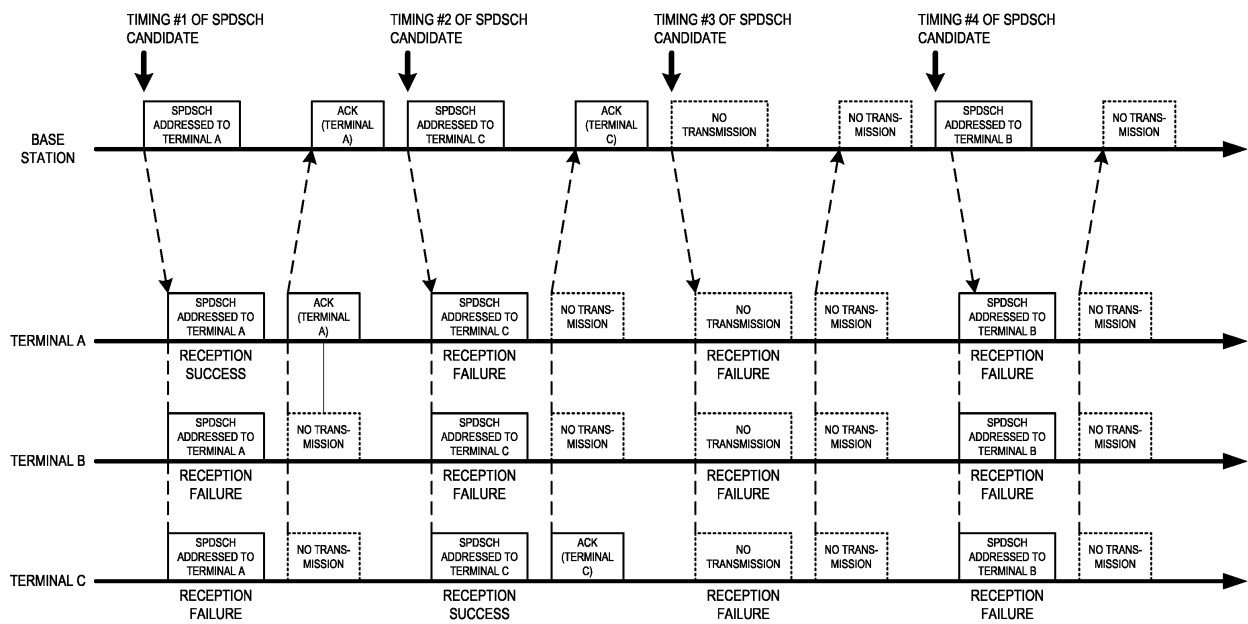 TIMING #1 OF SPDSCH
CANDIDATE
TIMING #2 OF SPDSCH
CANDIDATE
TIMING #3 OF SPDSCH
CANDIDATE
TIMING #4 OF SPDSCH
CANDIDATE
BASE
STATION
SPDSCH
ADDRESSED TO
TERMINAL A
ACK
(TERMINAL
A)
SPDSCH
ADDRESSED TO
TERMINAL C
ACK
(TERMINAL
C)
NO
TRANSMISSION
NO TRANS-
MISSION
SPDSCH
ADDRESSED TO
TERMINAL B
NO TRANS-
MISSION
TERMINAL A
SPDSCH
ADDRESSED TO
TERMINAL A
RECEPTION
SUCCESS
ACK
(TERMINAL
A)
SPDSCH
ADDRESSED TO
TERMINAL C
RECEPTION
FAILURE
NO TRANS-
MISSION
NO
TRANSMISSION
RECEPTION
FAILURE
NO TRANS-
MISSION
SPDSCH
ADDRESSED TO
TERMINAL B
RECEPTION
FAILURE
NO TRANS-
MISSION
TERMINAL B
SPDSCH
ADDRESSED TO
TERMINAL A
RECEPTION
FAILURE
NO TRANS-
MISSION
SPDSCH
ADDRESSED TO
TERMINAL C
RECEPTION
FAILURE
NO TRANS-
MISSION
NO
TRANSMISSION
RECEPTION
FAILURE
NO TRANS-
MISSION
SPDSCH
ADDRESSED TO
TERMINAL B
RECEPTION
FAILURE
NO TRANS-
MISSION
TERMINAL C
SPDSCH
ADDRESSED TO
TERMINAL A
RECEPTION
FAILURE
NO TRANS-
MISSION
SPDSCH
ADDRESSED TO
TERMINAL C
RECEPTION
SUCCESS
ACK
(TERMINAL
C)
NO
TRANSMISSION
RECEPTION
FAILURE
NO TRANS-
MISSION
SPDSCH
ADDRESSED TO
TERMINAL B
RECEPTION
FAILURE
NO TRANS-
MISSION